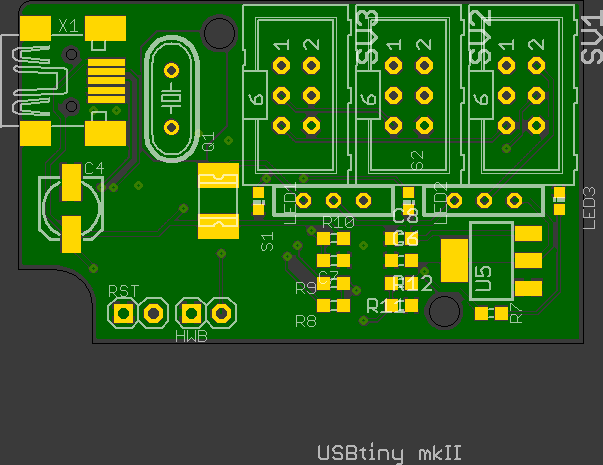 X1
SV3
SV2
SV1
1 2
1 2
1 2
6
6
6
Q1
S2
C4
LED1
LED2
LED3
R10
C8
C6
S1
C7
U5
RST
R9
R12
R8
R11
R7
HWB
USBtiny mkII